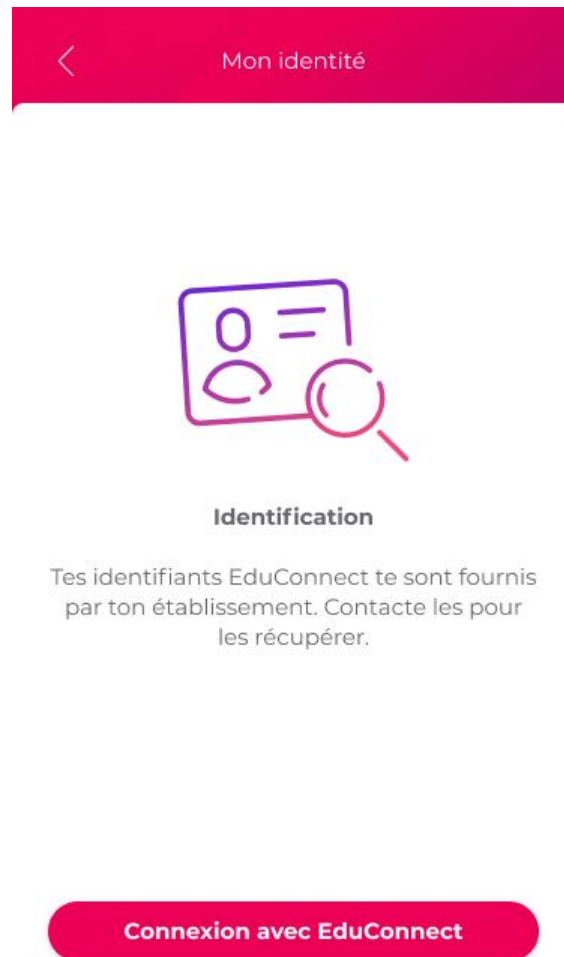 Mon identité
Identification
Tes identifiants EduConnect te sont fournis
par ton établissement. Contacte les pour
les récupérer.
Connexion avec EduConnect